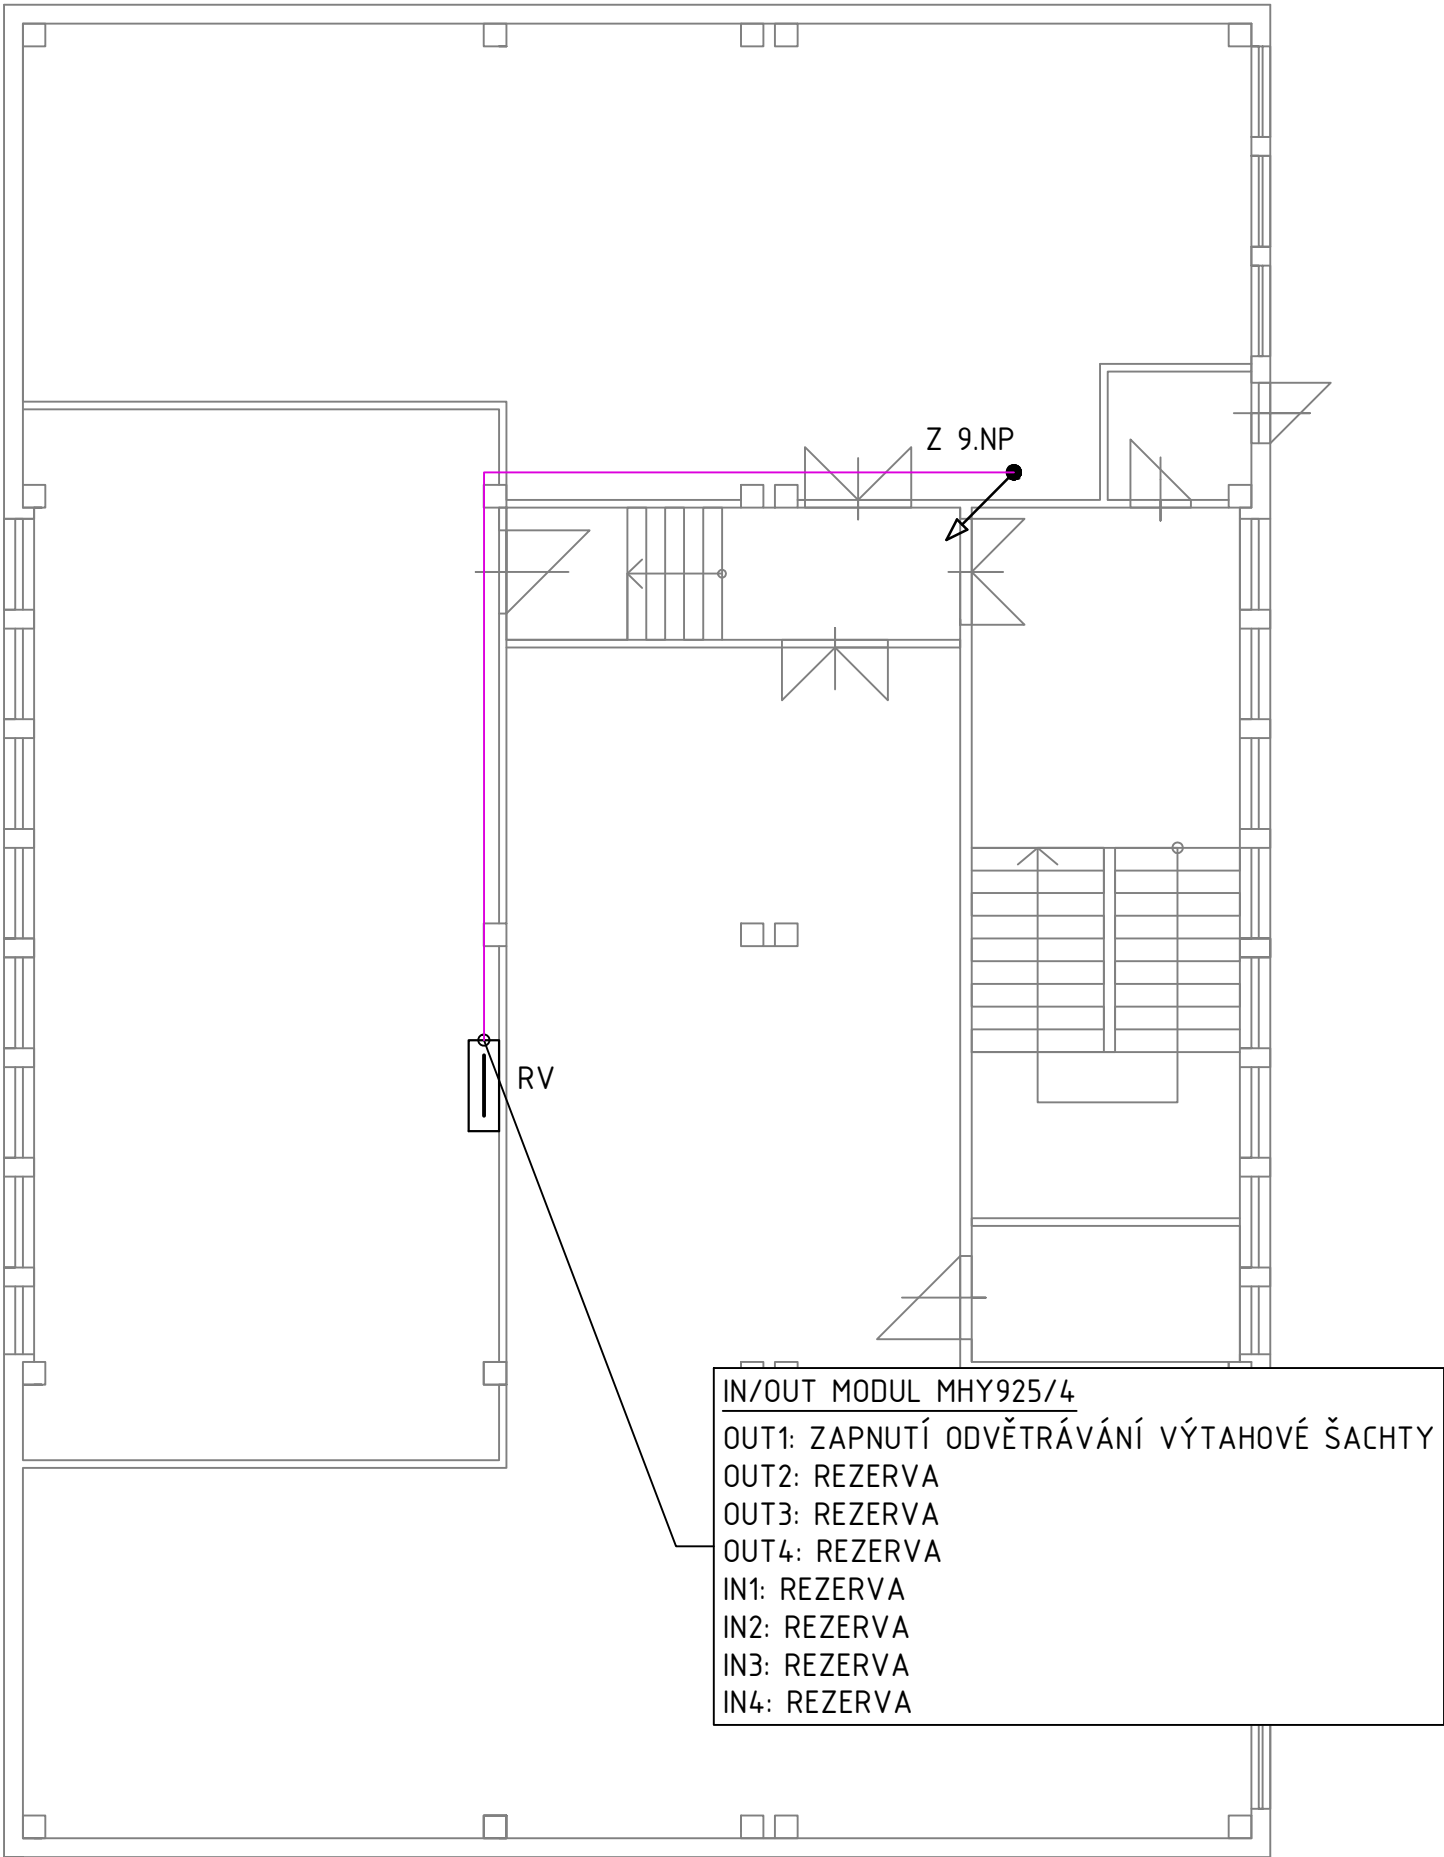 Z 9.NP
RV
IN/OUT MODUL MHY925/4
OUT1: ZAPNUTÍ ODVĚTRÁVÁNÍ VÝTAHOVÉ ŠACHTY
OUT2: REZERVA
OUT3: REZERVA
OUT4: REZERVA
IN1: REZERVA
IN2: REZERVA
IN3: REZERVA
IN4: REZERVA